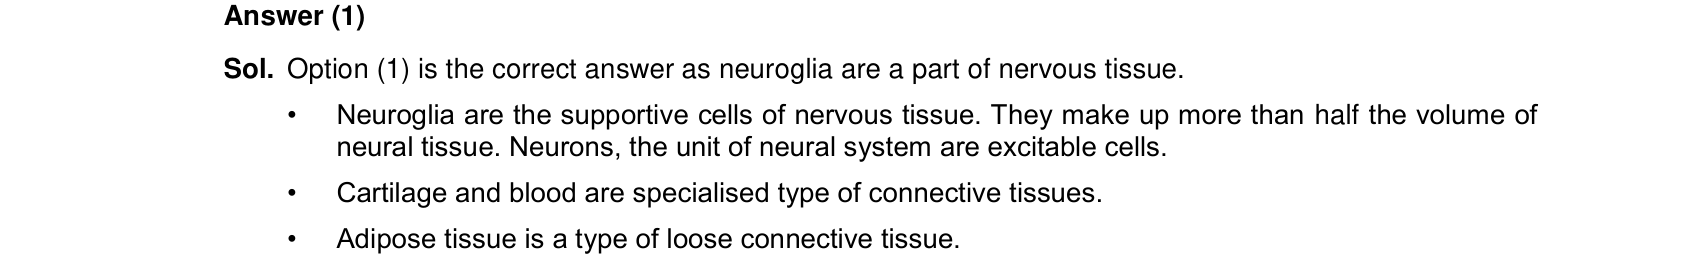 Answer (1)
Sol. Option (1) is the correct answer as neuroglia are a part of nervous tissue.
• Neuroglia are the supportive cells of nervous tissue. They make up more than half the volume of
neural tissue. Neurons, the unit of neural system are excitable cells.
• Cartilage and blood are specialised type of connective tissues.
• Adipose tissue is a type of loose connective tissue.